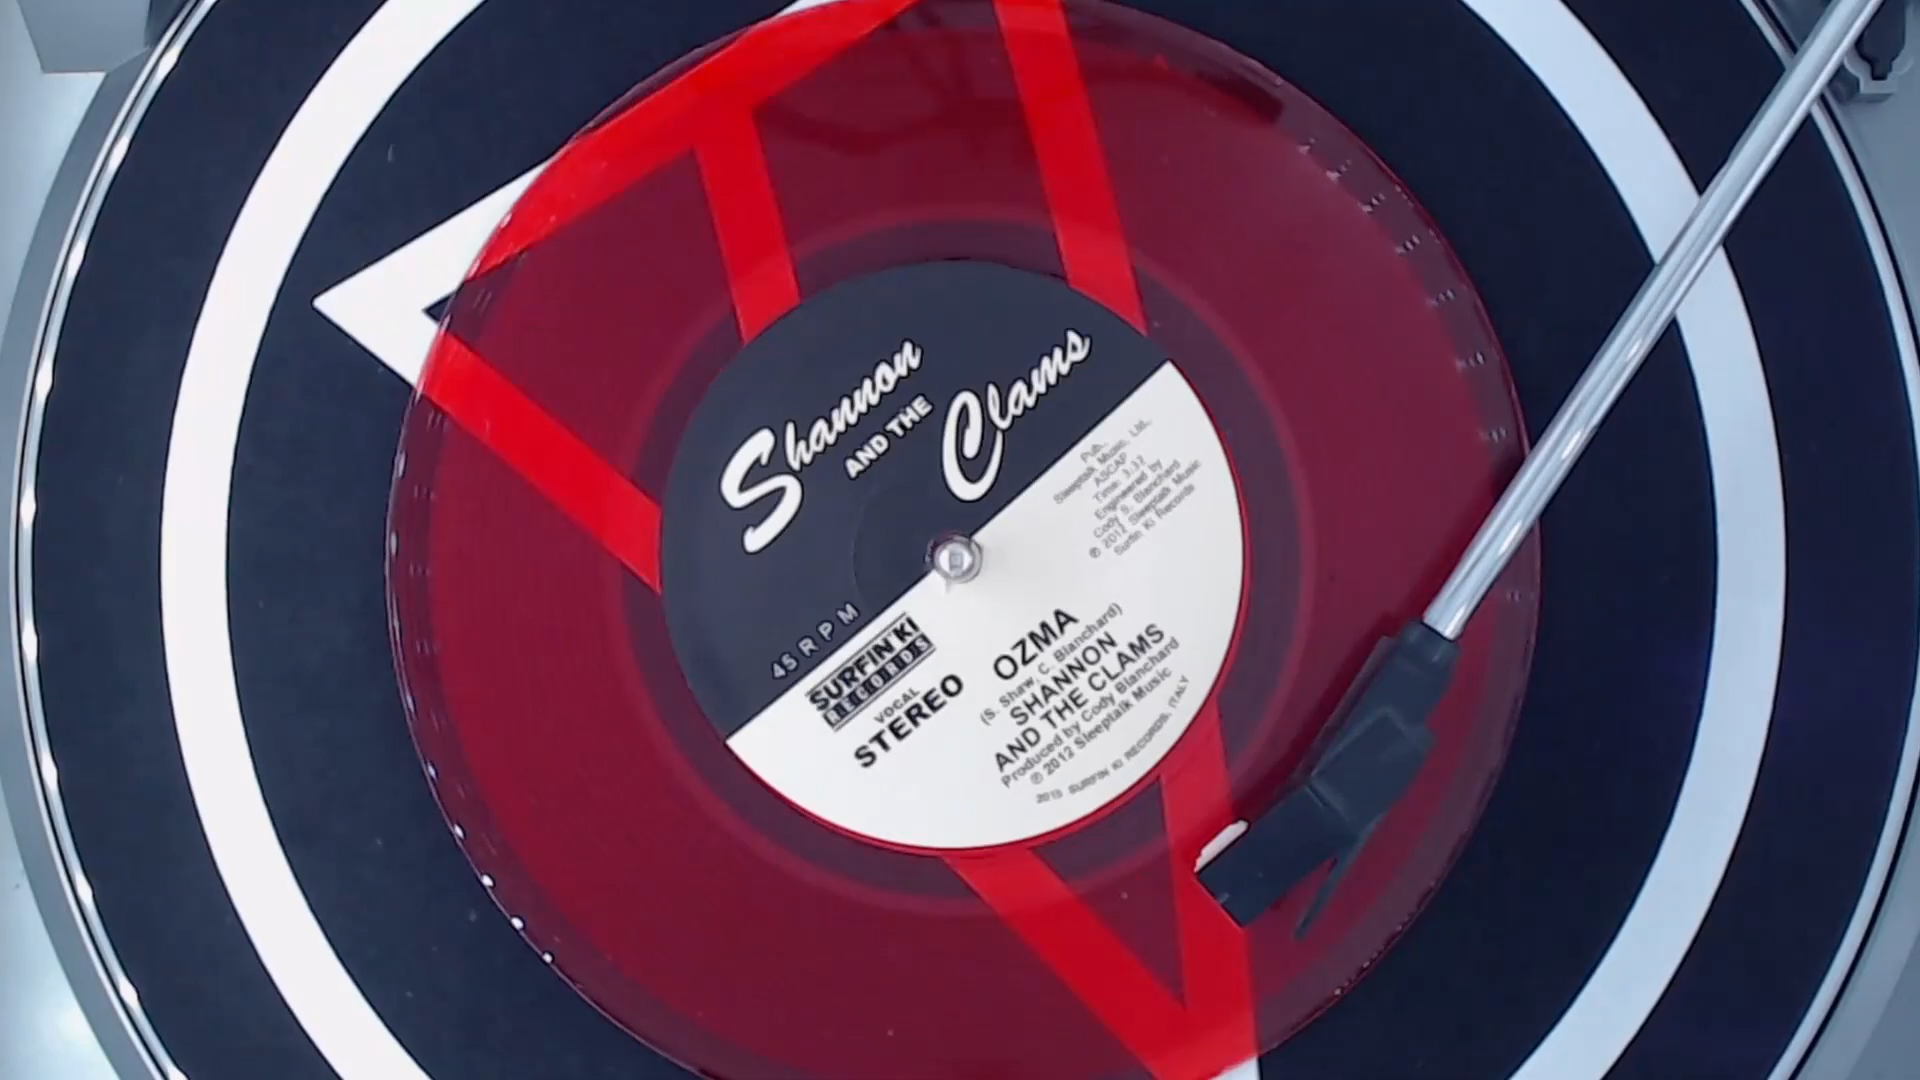 Shannon
AND THE
Clams
Pub.
Sleeptalk Music, Ltd.
ASCAP
Time: 3:37
Engineered by
Cody S. Blanchard
℗ 2012 Sleeptalk Music
Surfin Ki Records
45 RPM
SURFIN' KI
RECORDS
VOCAL
STEREO
OZMA
(S. Shaw, C. Blanchard)
SHANNON
AND THE CLAMS
Produced by Cody Blanchard
℗ 2012 Sleeptalk Music
2013 SURFIN KI RECORDS, ITALY